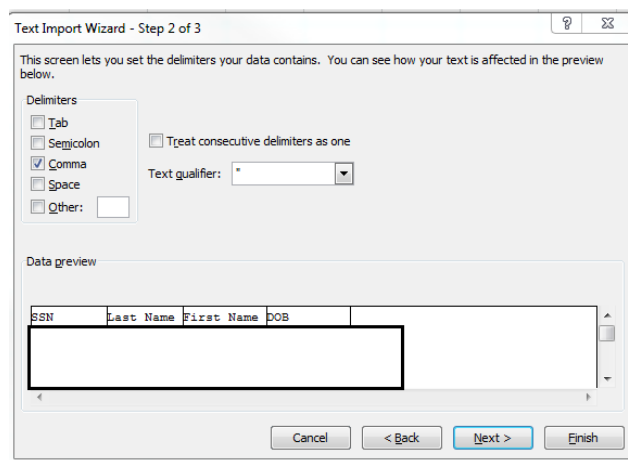 Text Import Wizard - Step 2 of 3
This screen lets you set the delimiters your data contains. You can see how your text is affected in the preview
below.
Delimiters
Tab
Semicolon
Comma
Space
Other:
Treat consecutive delimiters as one
Text qualifier: "
Data preview
SSN Last Name First Name DOB
Cancel < Back Next > Finish